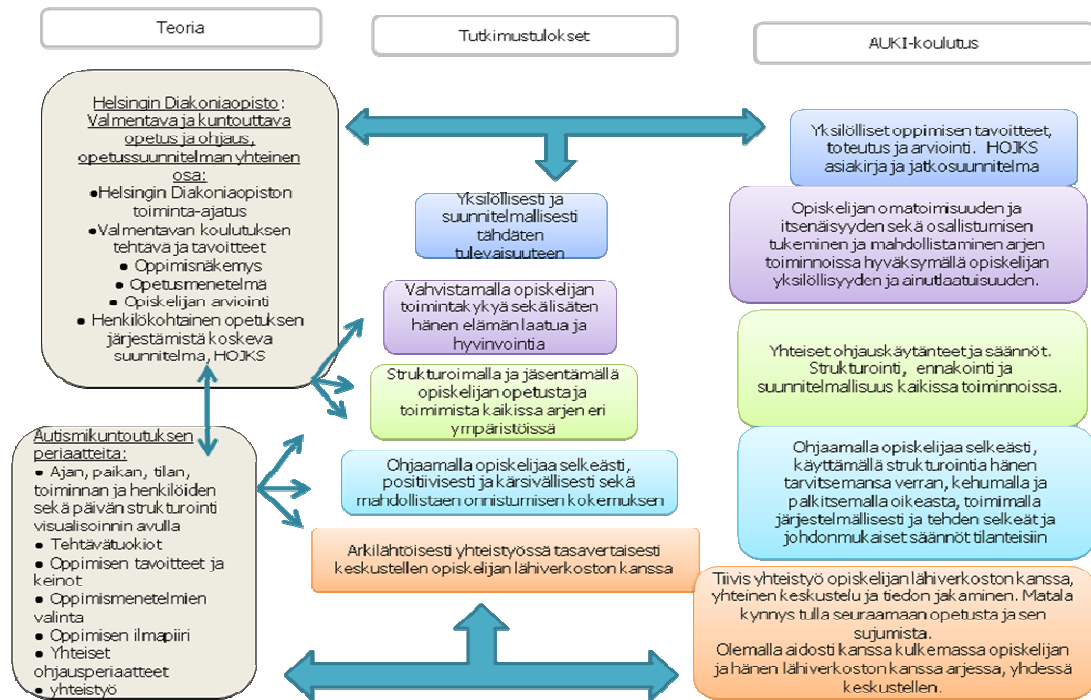 Teoria
Tutkimustulokset
AUKI-koulutus
Helsingin Diakoniaopisto:
Valmentava ja kuntouttava
opetus ja ohjaus,
opetussuunnitelman yhteinen
osa:
●Helsingin Diakoniaopiston
toiminta-ajatus
●Valmentavan koulutuksen
tehtävä ja tavoitteet
● Oppimisnäkemys
● Opetusmenetelmä
● Opiskelijan arviointi
● Henkilökohtainen opetuksen
järjestämistä koskeva
suunnitelma, HOJKS
Autismikuntoutuksen
periaatteita:
● Ajan, paikan, tilan,
toiminnan ja henkilöiden
sekä päivän strukturointi
visualisoinnin avulla
● Tehtävätuokiot
● Oppimisen tavoitteet ja
keinot
● Oppimismenetelmien
valinta
● Oppimisen ilmapiiri
● Yhteiset
ohjausperiaatteet
● yhteistyö
Yksilöllisesti ja
suunnitelmallisesti
tähdäten
tulevaisuuteen
Vahvistamalla opiskelijan
toimintakykyä sekälisäten
hänen elämän laatua ja
hyvinvointia
Strukturoimalla ja jäsentämällä
opiskelijan opetusta ja
toimimista kaikissa arjen eri
ympäristöissä
Ohjaamalla opiskelijaa selkeästi,
positiivisesti ja kärsivällisesti sekä
mahdollistaen onnistumisen kokemuksen
Arkilähtöisesti yhteistyössä tasavertaisesti
keskustellen opiskelijan lähiverkoston kanssa
Yksilölliset oppimisen tavoitteet,
toteutus ja arviointi. HOJKS
asiakirja ja jatkosuunnitelma
Opiskelijan omatoimisuuden ja
itsenäisyyden sekä osallistumisen
tukeminen ja mahdollistaminen arjen
toiminnoissa hyväksymällä opiskelijan
yksilöllisyyden ja ainutlaatuisuuden.
Yhteiset ohjauskäytänteet ja säännöt.
Strukturointi, ennakointi ja
suunnitelmallisuus kaikissa toiminnoissa.
Ohjaamalla opiskelijaa selkeästi,
käyttämällä strukturointia hänen
tarvitsemansa verran, kehumalla ja
palkitsemalla oikeasta, toimimalla
järjestelmällisesti ja tehden selkeät ja
johdonmukaiset säännöt tilanteisiin
Tiivis yhteistyö opiskelijan lähiverkoston kanssa,
yhteinen keskustelu ja tiedon jakaminen. Matala
kynnys tulla seuraamaan opetusta ja sen
sujumista.
Olemalla aidosti kanssa kulkemassa opiskelijan
ja hänen lähiverkoston kanssa arjessa, yhdessä
keskustellen.